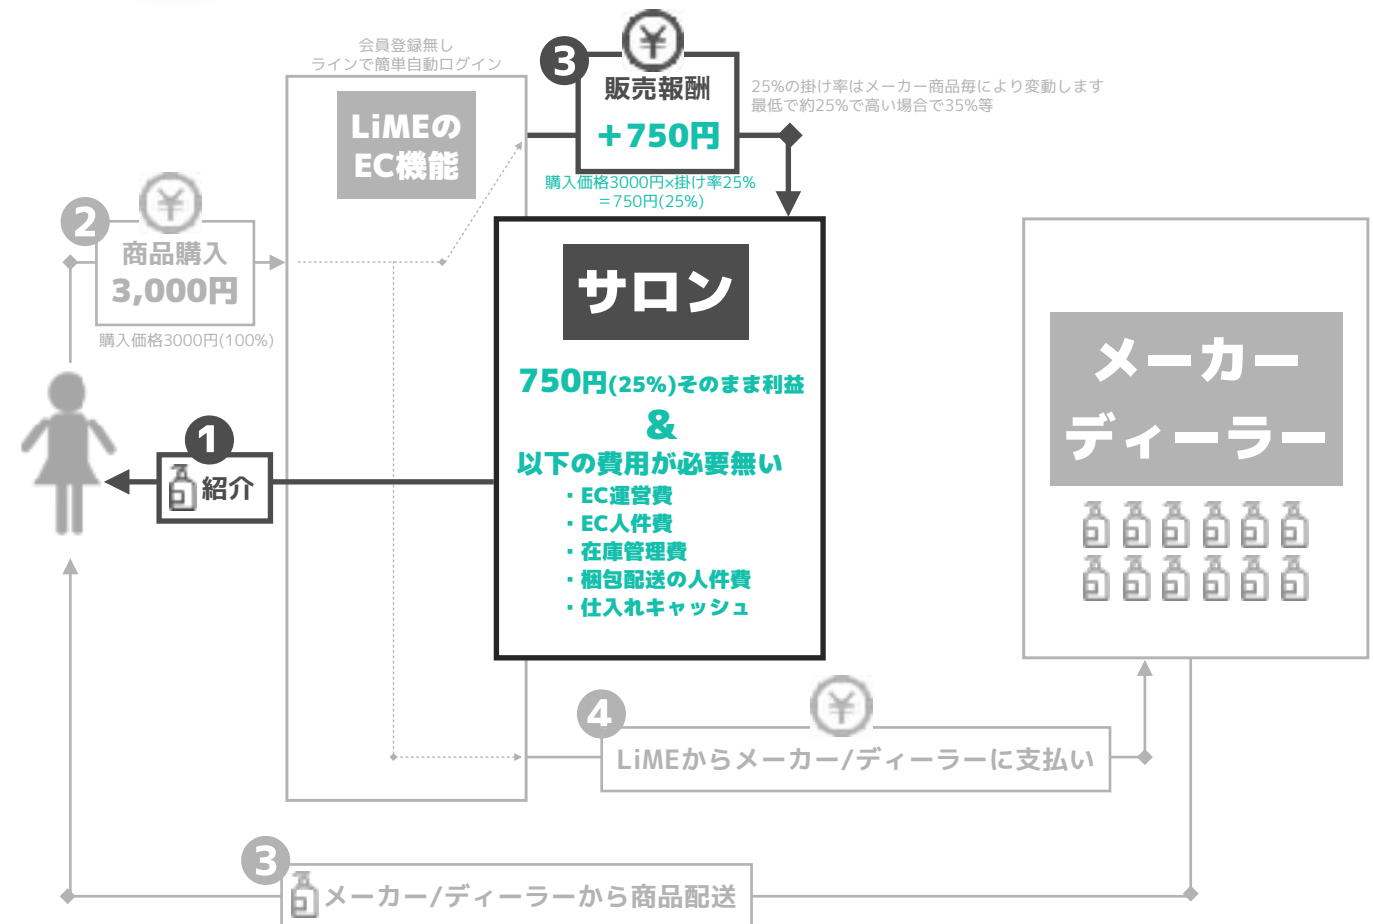 会員登録無し
ラインで簡単自動ログイン
LiMEの
EC機能
3
販売報酬
+750円
購入価格3000円×掛け率25%
=750円(25%)
25%の掛け率はメーカー商品毎により変動します
最低で約25%で高い場合で35%等
2
商品購入
3,000円
購入価格3000円(100%)
1
紹介
サロン
750円(25%)そのまま利益
&
以下の費用が必要無い
・EC運営費
・EC人件費
・在庫管理費
・梱包配送の人件費
・仕入れキャッシュ
メーカー
ディーラー
4
LiMEからメーカー/ディーラーに支払い
3
メーカー/ディーラーから商品配送